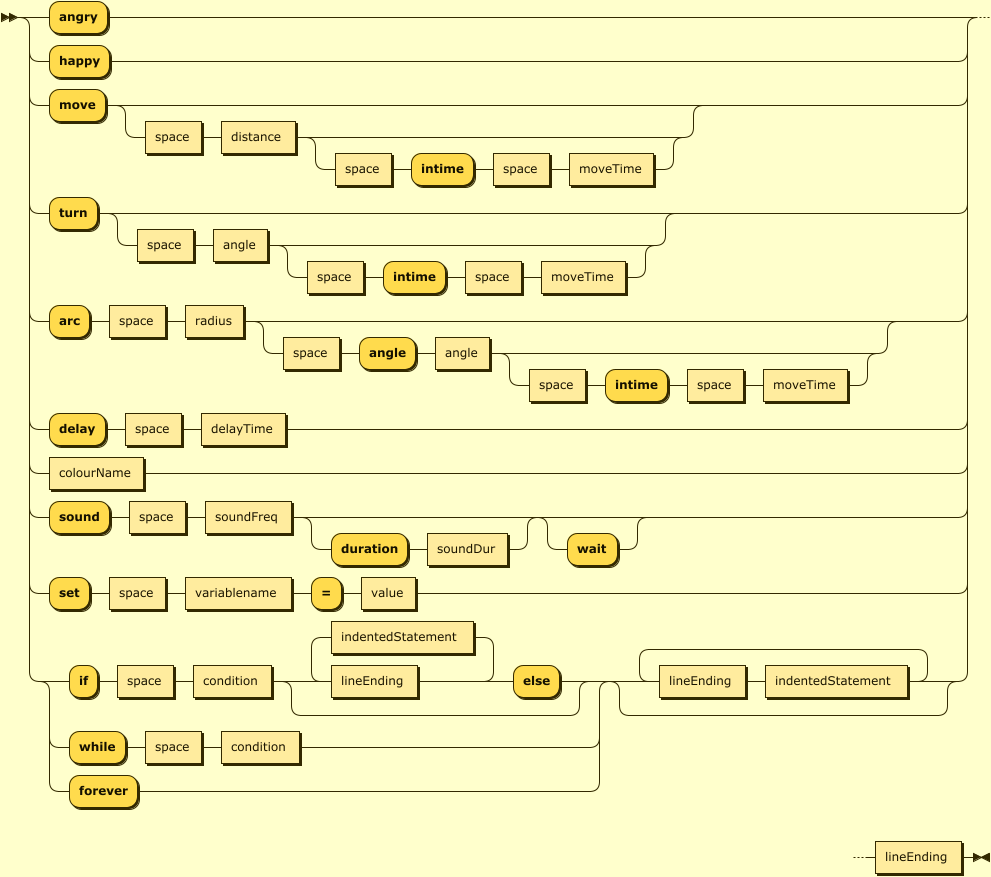 angry
happy
move
space distance
space intime space moveTime
turn
space angle
space intime space moveTime
arc space radius
space angle angle
space intime space moveTime
delay space delayTime
colourName
sound space soundFreq
duration soundDur wait
set space variablename = value
indentedStatement
if space condition lineEnding else lineEnding indentedStatement
while space condition
forever
lineEnding